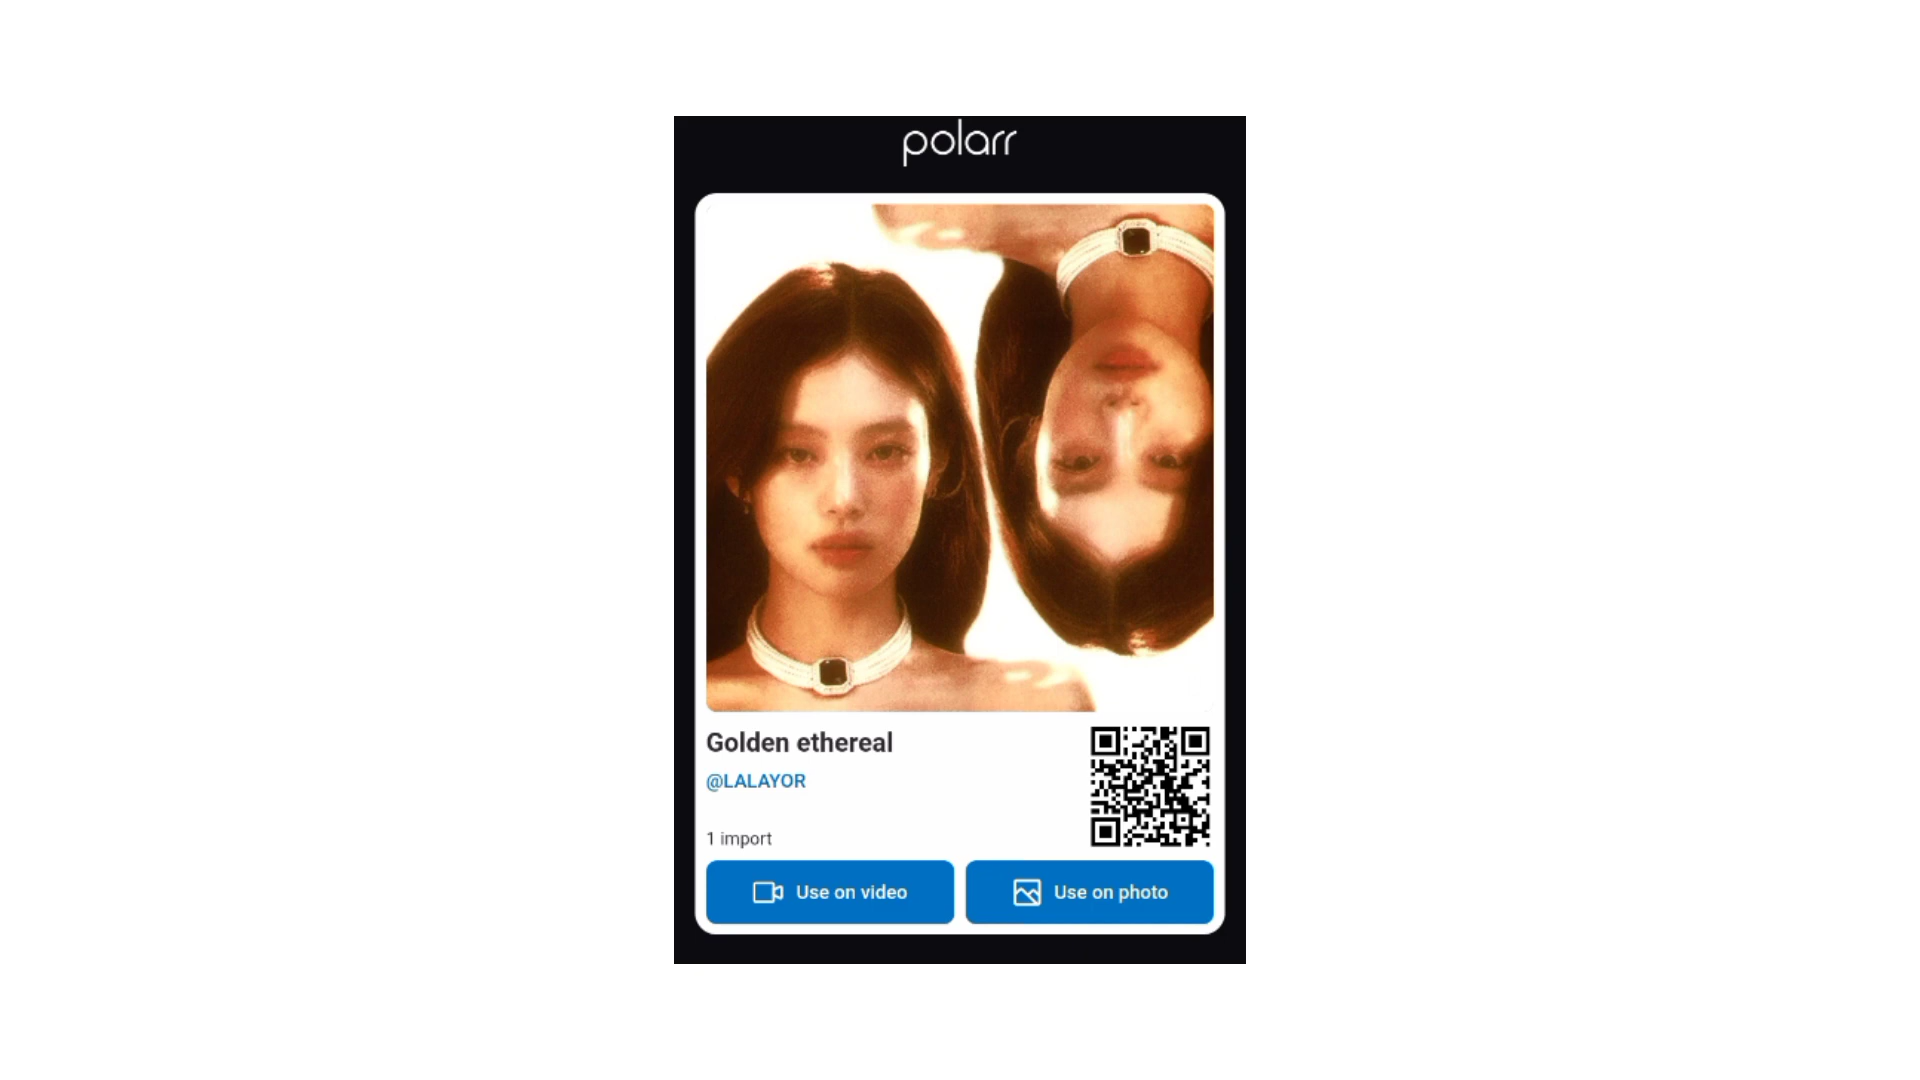 polarr
Golden ethereal
@LALAYOR
1 import
Use on video
Use on photo